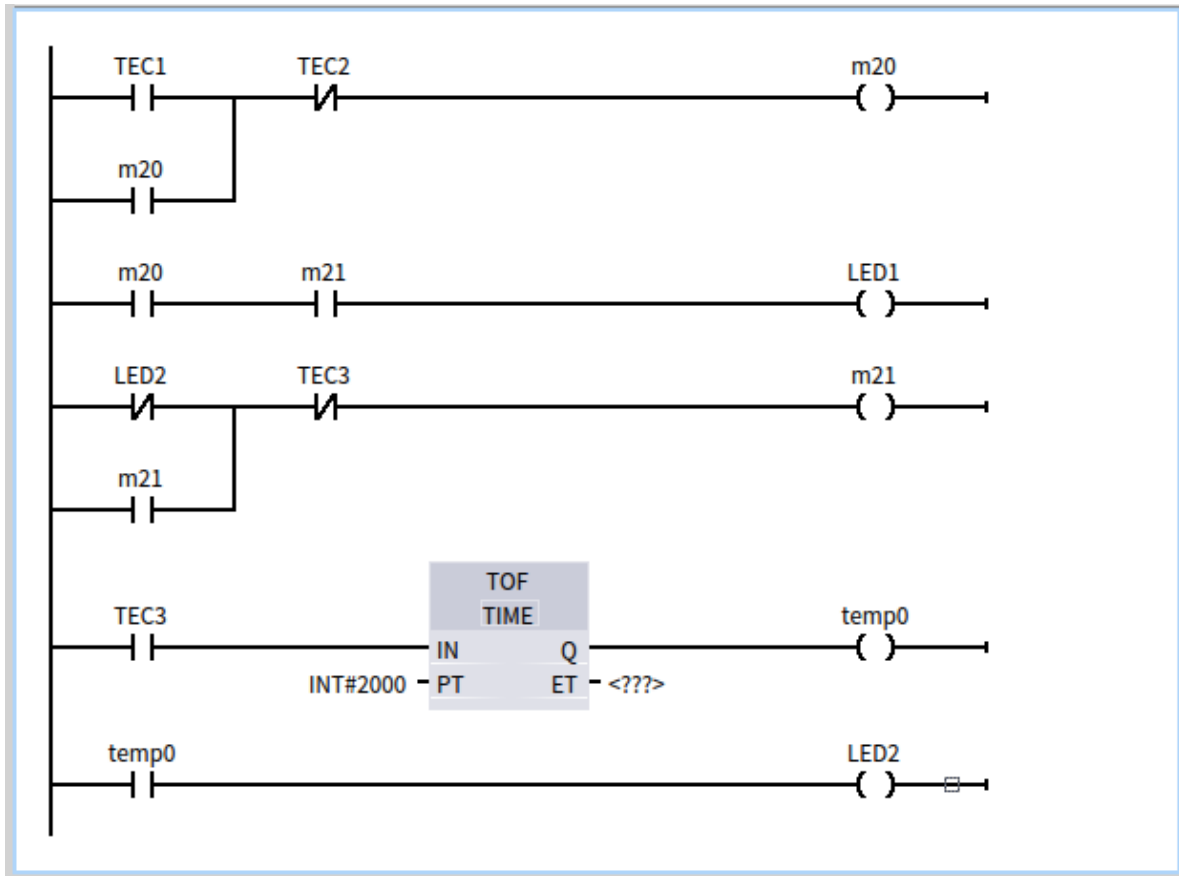 TEC1 TEC2 m20
m20
m20 m21 LED1
LED2 TEC3 m21
m21
TOF
TEC3 TIME temp0
IN Q
INT#2000 PT ET <???>
temp0 LED2